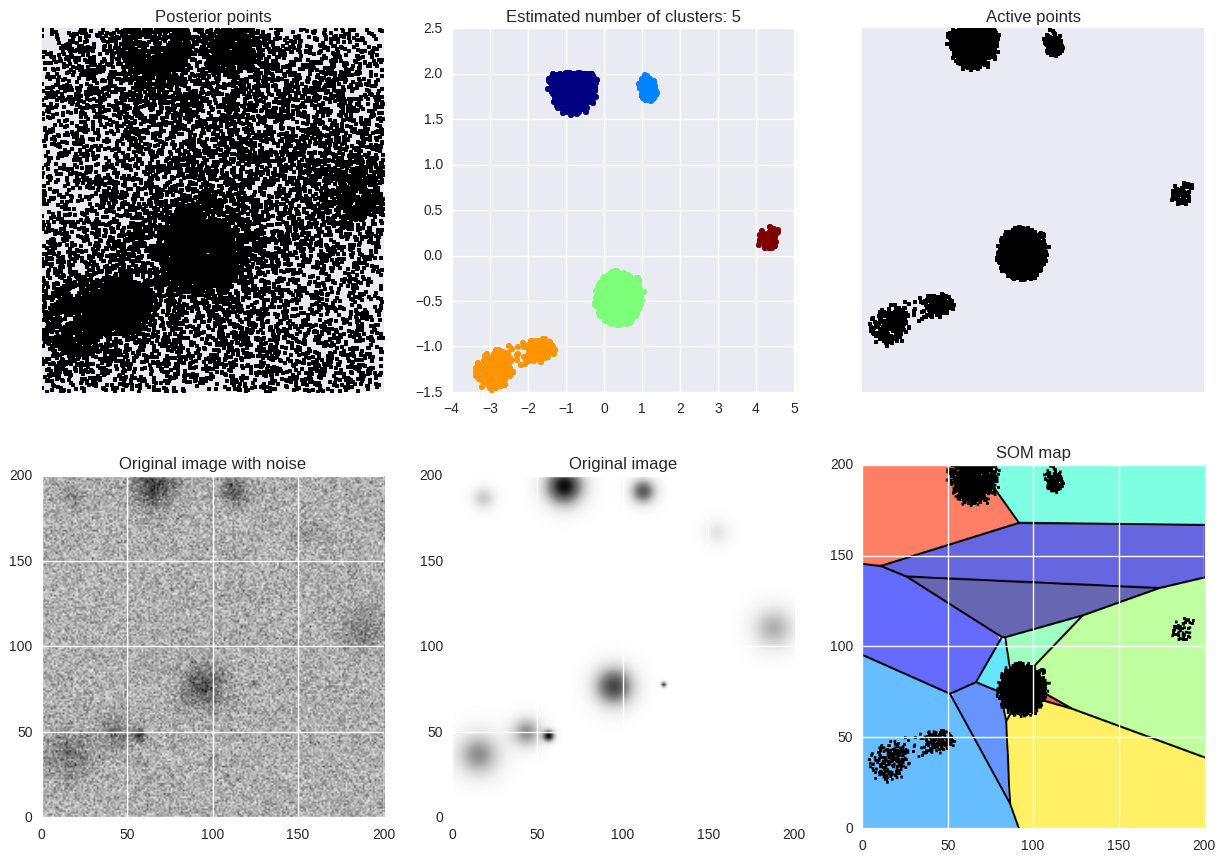 Posterior points
Estimated number of clusters: 5
Active points
2.5
2.0
1.5
1.0
0.5
0.0
−0.5
−1.0
−1.5
−4 −3 −2 −1 0 1 2 3 4 5
Original image with noise
Original image
SOM map
200
150
100
50
0
0 50 100 150 200
200
150
100
50
0
0 50 100 150 200
200
150
100
50
0
0 50 100 150 200